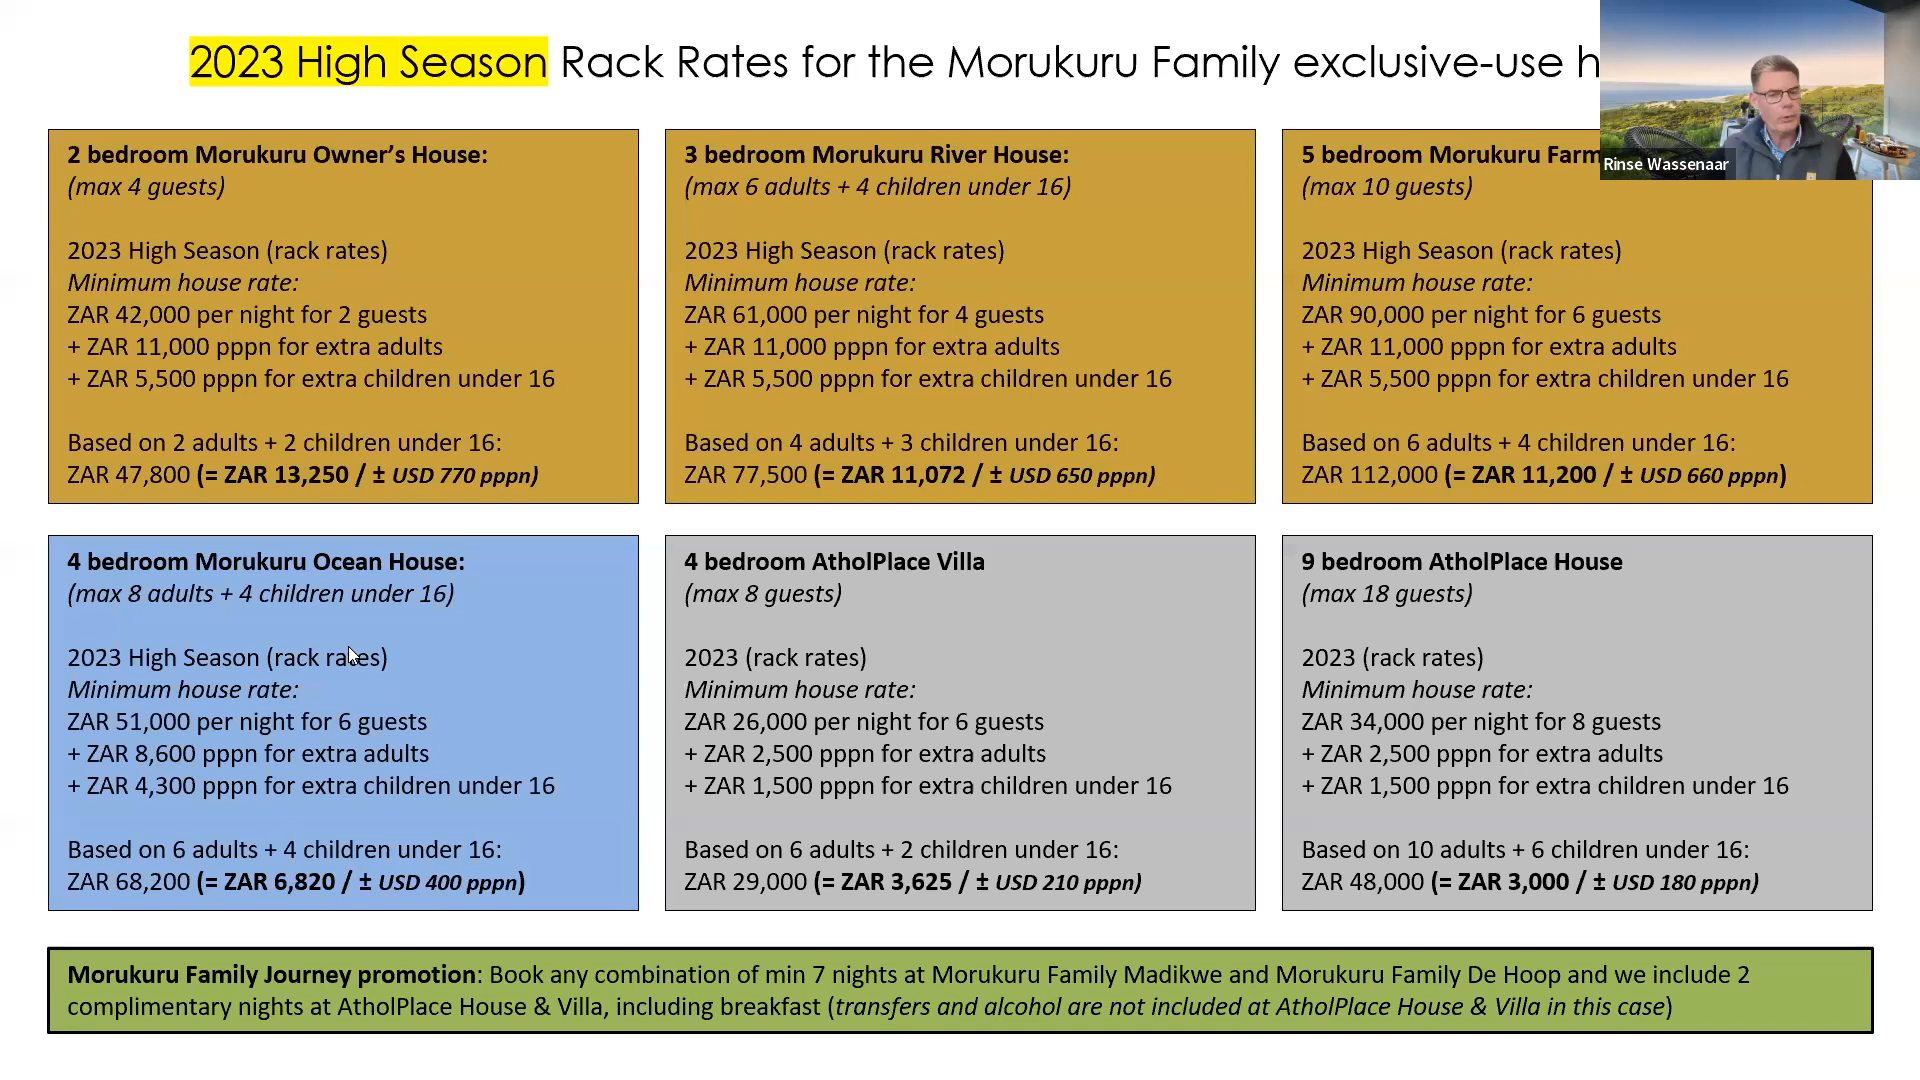 2023 High Season Rack Rates for the Morukuru Family exclusive-use h
Rinse Wassenaar
2 bedroom Morukuru Owner’s House:
(max 4 guests)
2023 High Season (rack rates)
Minimum house rate:
ZAR 42,000 per night for 2 guests
+ ZAR 11,000 pppn for extra adults
+ ZAR 5,500 pppn for extra children under 16
Based on 2 adults + 2 children under 16:
ZAR 47,800 (= ZAR 13,250 / ± USD 770 pppn)
3 bedroom Morukuru River House:
(max 6 adults + 4 children under 16)
2023 High Season (rack rates)
Minimum house rate:
ZAR 61,000 per night for 4 guests
+ ZAR 11,000 pppn for extra adults
+ ZAR 5,500 pppn for extra children under 16
Based on 4 adults + 3 children under 16:
ZAR 77,500 (= ZAR 11,072 / ± USD 650 pppn)
5 bedroom Morukuru Farm
(max 10 guests)
2023 High Season (rack rates)
Minimum house rate:
ZAR 90,000 per night for 6 guests
+ ZAR 11,000 pppn for extra adults
+ ZAR 5,500 pppn for extra children under 16
Based on 6 adults + 4 children under 16:
ZAR 112,000 (= ZAR 11,200 / ± USD 660 pppn)
4 bedroom Morukuru Ocean House:
(max 8 adults + 4 children under 16)
2023 High Season (rack rates)
Minimum house rate:
ZAR 51,000 per night for 6 guests
+ ZAR 8,600 pppn for extra adults
+ ZAR 4,300 pppn for extra children under 16
Based on 6 adults + 4 children under 16:
ZAR 68,200 (= ZAR 6,820 / ± USD 400 pppn)
4 bedroom AtholPlace Villa
(max 8 guests)
2023 (rack rates)
Minimum house rate:
ZAR 26,000 per night for 6 guests
+ ZAR 2,500 pppn for extra adults
+ ZAR 1,500 pppn for extra children under 16
Based on 6 adults + 2 children under 16:
ZAR 29,000 (= ZAR 3,625 / ± USD 210 pppn)
9 bedroom AtholPlace House
(max 18 guests)
2023 (rack rates)
Minimum house rate:
ZAR 34,000 per night for 8 guests
+ ZAR 2,500 pppn for extra adults
+ ZAR 1,500 pppn for extra children under 16
Based on 10 adults + 6 children under 16:
ZAR 48,000 (= ZAR 3,000 / ± USD 180 pppn)
Morukuru Family Journey promotion: Book any combination of min 7 nights at Morukuru Family Madikwe and Morukuru Family De Hoop and we include 2
complimentary nights at AtholPlace House & Villa, including breakfast (transfers and alcohol are not included at AtholPlace House & Villa in this case)